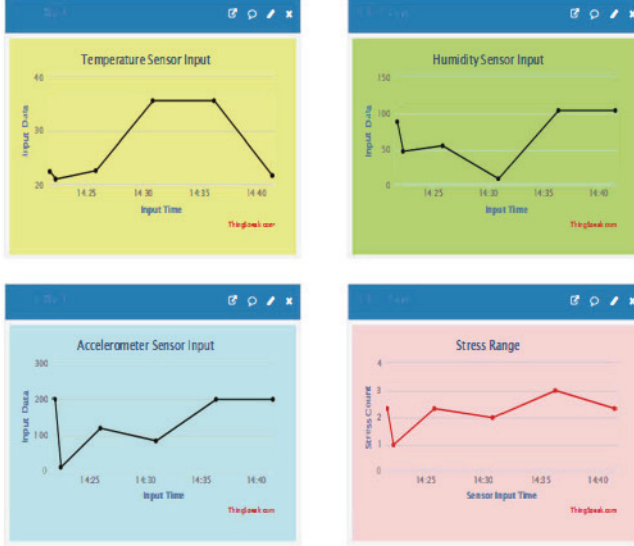 Temperature Sensor Input
40
30
20
Input Data
14:25 14:30 14:35 14:40
Input Time
ThingSpeak.com
Humidity Sensor Input
150
100
50
0
Input Data
14:25 14:30 14:35 14:40
Input Time
ThingSpeak.com
Accelerometer Sensor Input
300
200
100
0
Input Data
14:25 14:30 14:35 14:40
Input Time
ThingSpeak.com
Stress Range
4
3
2
1
0
Stress Count
14:25 14:30 14:35 14:40
Sensor Input Time
ThingSpeak.com